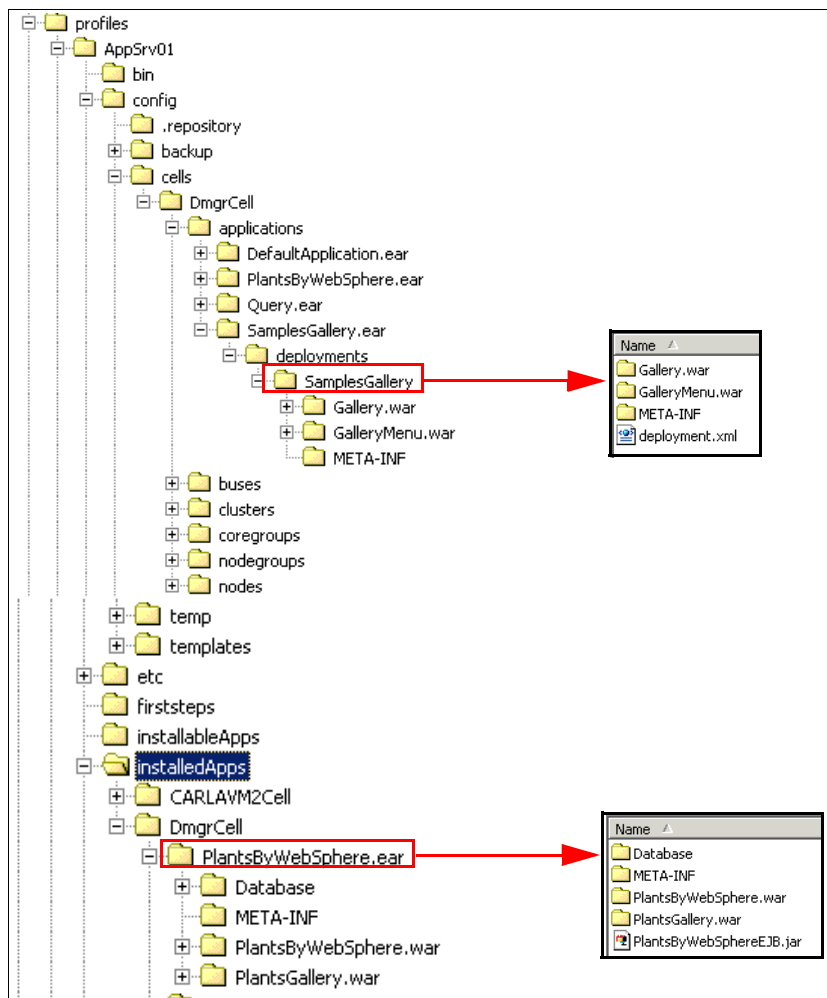 profiles
AppSrv01
bin
config
.repository
backup
cells
DmgrCell
applications
DefaultApplication.ear
PlantsByWebSphere.ear
Query.ear
SamplesGallery.ear
deployments
SamplesGallery
Gallery.war
GalleryMenu.war
META-INF
buses
clusters
coregroups
nodegroups
nodes
temp
templates
etc
firststeps
installableApps
installedApps
CARLAVM2Cell
DmgrCell
PlantsByWebSphere.ear
Database
META-INF
PlantsByWebSphere.war
PlantsGallery.war
Name
Gallery.war
GalleryMenu.war
META-INF
deployment.xml
Name
Database
META-INF
PlantsByWebSphere.war
PlantsGallery.war
PlantsByWebSphereEJB.jar